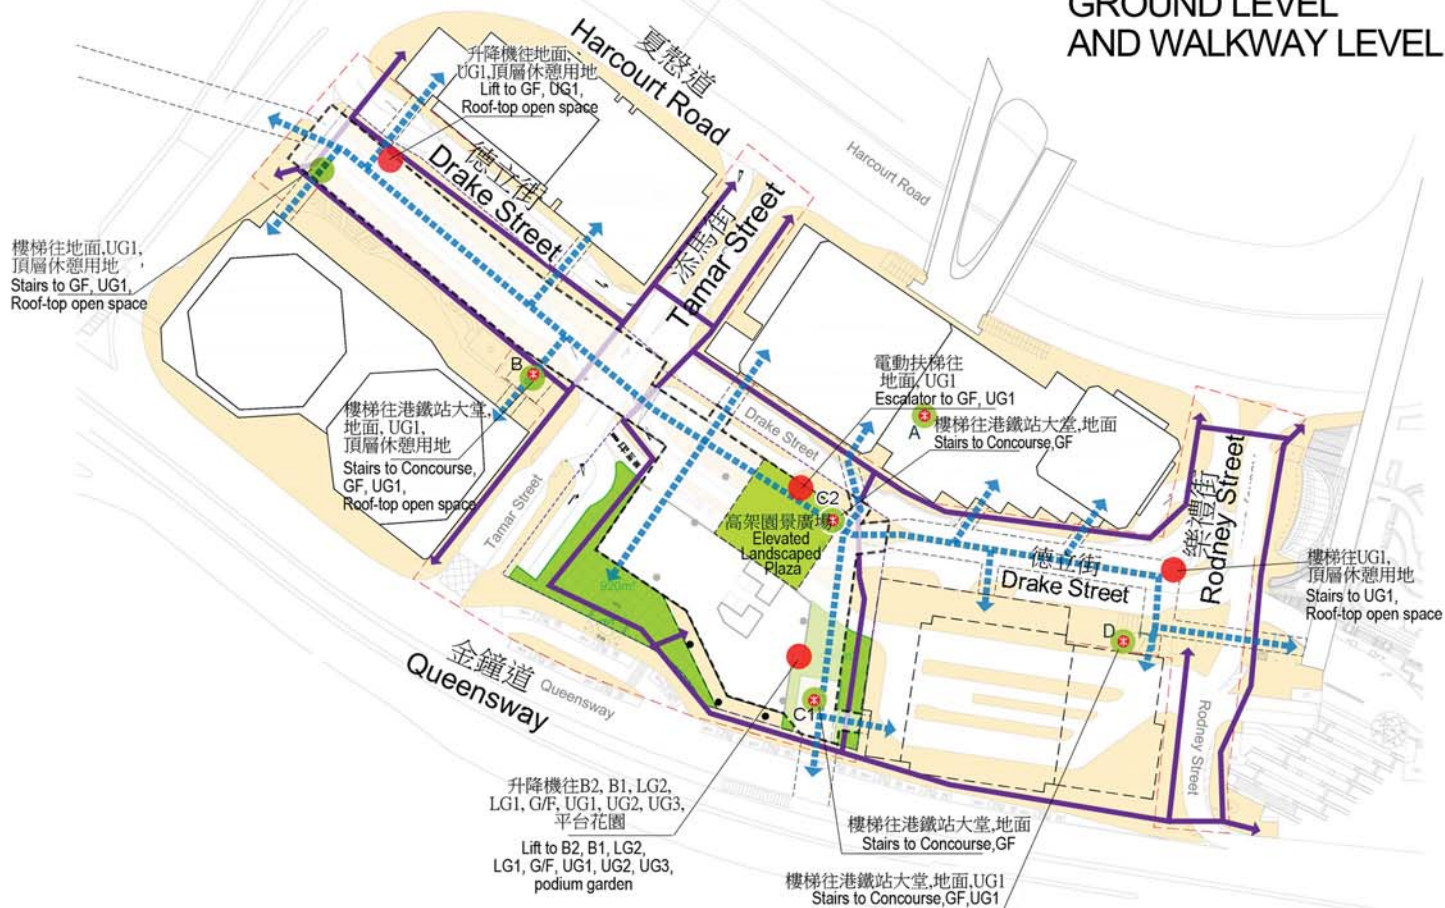 GROUND LEVEL
AND WALKWAY LEVEL
夏慤道
Harcourt Road
Harcourt Road
升降機往地面,
UG1,頂層休憩用地
Lift to GF, UG1,
Roof-top open space
德立街
Drake Street
添馬街
Tamar Street
樓梯往地面,UG1,
頂層休憩用地,
Stairs to GF, UG1,
Roof-top open space
B
樓梯往港鐵站大堂,
地面, UG1,
頂層休憩用地
Stairs to Concourse,
GF, UG1,
Roof-top open space
Tamar Street
Drake Street
電動扶梯往
地面, UG1
Escalator to GF, UG1
A
樓梯往港鐵站大堂,地面
Stairs to Concourse,GF
C2
高架園景廣場
Elevated
Landscaped
Plaza
920m²
德立街
Drake Street
樂禮街
Rodney Street
樓梯往UG1,
頂層休憩用地
Stairs to UG1,
Roof-top open space
D
C1
Rodney Street
金鐘道
Queensway
Queensway
升降機往B2, B1, LG2,
LG1, G/F, UG1, UG2, UG3,
平台花園
Lift to B2, B1, LG2,
LG1, G/F, UG1, UG2, UG3,
podium garden
樓梯往港鐵站大堂,地面
Stairs to Concourse,GF
樓梯往港鐵站大堂,地面,UG1
Stairs to Concourse,GF,UG1